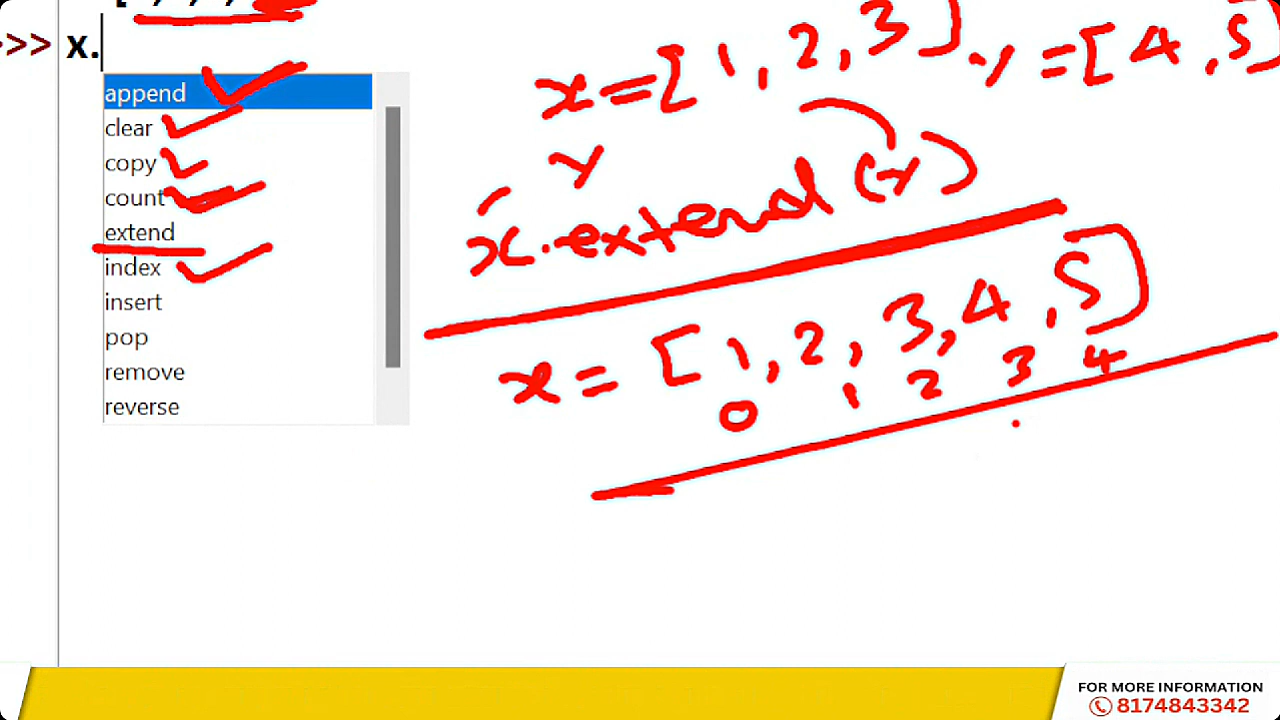 >>> x.
append
clear
copy
count
extend
index
insert
pop
remove
reverse
x=[1,2,3] y=[4,5]
y
x.extend(y)
x=[1,2,3,4,5]
0 1 2 3 4
FOR MORE INFORMATION
8174843342